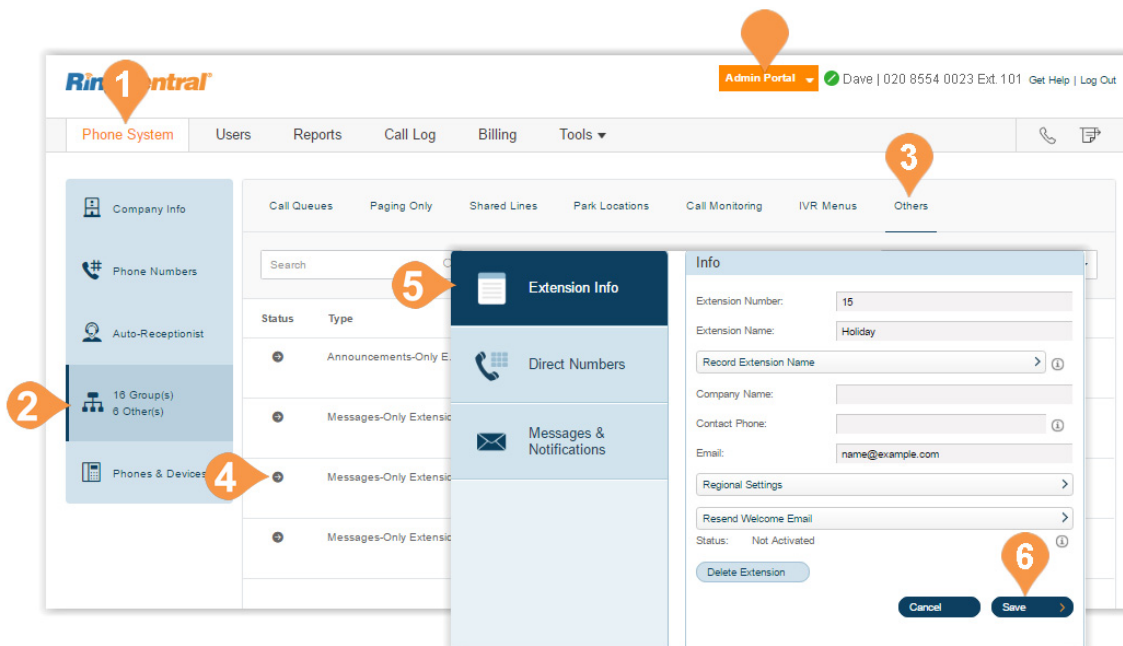 1
RingCentral®
Admin Portal
Dave | 020 8554 0023 Ext. 101 Get Help | Log Out
Phone System Users Reports Call Log Billing Tools
3
Company Info
Phone Numbers
Auto-Receptionist
2
16 Group(s)
6 Other(s)
Phones & Devices
Call Queues Paging Only Shared Lines Park Locations Call Monitoring IVR Menus Others
Search
Status Type
Announcements-Only E
Messages-Only
4
Messages-Only
Messages-Only
5
Extension Info
Direct Numbers
Messages &
Notifications
Info
Extension Number: 15
Extension Name: Holiday
Record Extension Name
Company Name:
Contact Phone:
Email: name@example.com
Regional Settings
Resend Welcome Email
Status: Not Activated
6
Delete Extension
Cancel Save